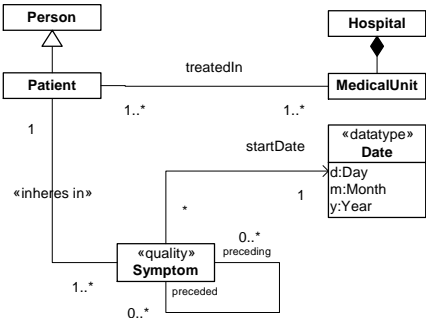 Person
Hospital
treatedIn
Patient
MedicalUnit
1..*
1..*
1
startDate
«datatype»
Date
d:Day
m:Month
y:Year
1
«inheres in»
*
0..*
«quality»
preceding
Symptom
1..*
preceded
0..*